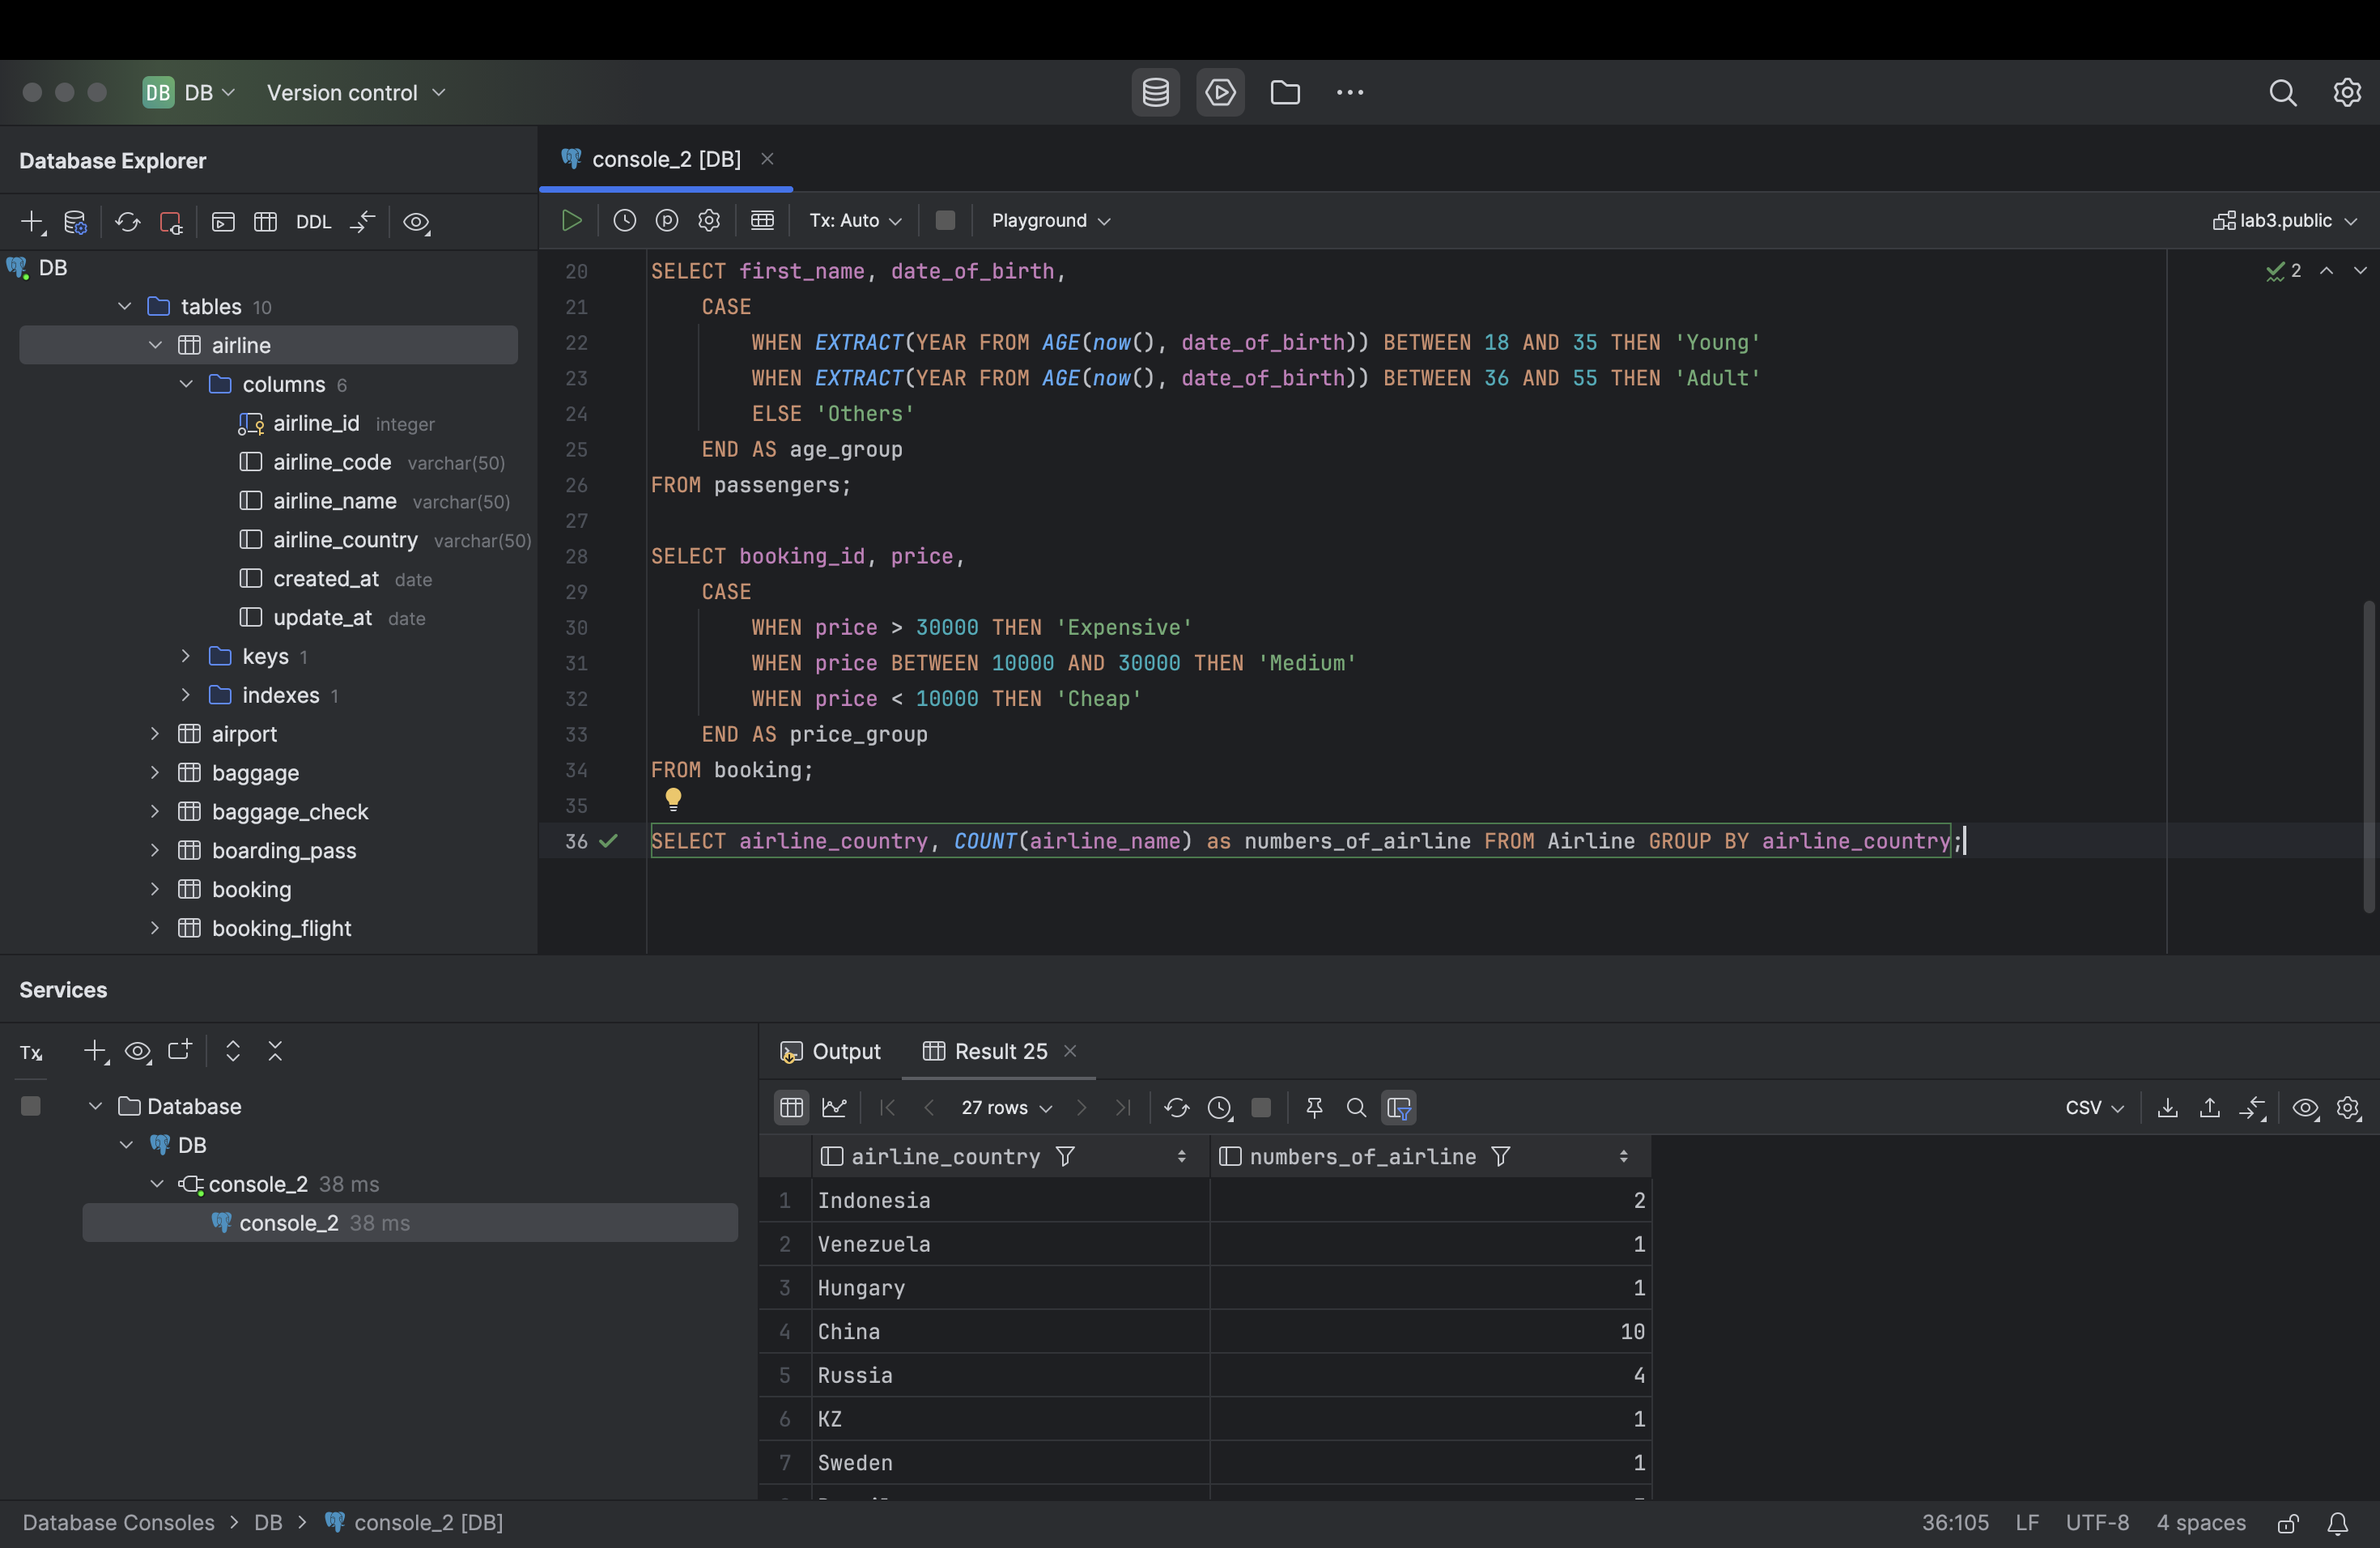 DB DB Version control
Database Explorer
console_2 [DB]
DDL
Tx: Auto
Playground
lab3.public
DB
tables 10
airline
columns 6
airline_id integer
airline_code varchar(50)
airline_name varchar(50)
airline_country varchar(50)
created_at date
update_at date
keys 1
indexes 1
airport
baggage
baggage_check
boarding_pass
booking
booking_flight
2
20 SELECT first_name, date_of_birth,
21 CASE
22 WHEN EXTRACT(YEAR FROM AGE(now(), date_of_birth)) BETWEEN 18 AND 35 THEN 'Young'
23 WHEN EXTRACT(YEAR FROM AGE(now(), date_of_birth)) BETWEEN 36 AND 55 THEN 'Adult'
24 ELSE 'Others'
25 END AS age_group
26 FROM passengers;
27
28 SELECT booking_id, price,
29 CASE
30 WHEN price > 30000 THEN 'Expensive'
31 WHEN price BETWEEN 10000 AND 30000 THEN 'Medium'
32 WHEN price < 10000 THEN 'Cheap'
33 END AS price_group
34 FROM booking;
35
36 SELECT airline_country, COUNT(airline_name) as numbers_of_airline FROM Airline GROUP BY airline_country;
Services
Tx
Database
DB
console_2 38 ms
console_2 38 ms
Output Result 25
27 rows
CSV
airline_country numbers_of_airline
1 Indonesia 2
2 Venezuela 1
3 Hungary 1
4 China 10
5 Russia 4
6 KZ 1
7 Sweden 1
Database Consoles > DB > console_2 [DB]
36:105 LF UTF-8 4 spaces